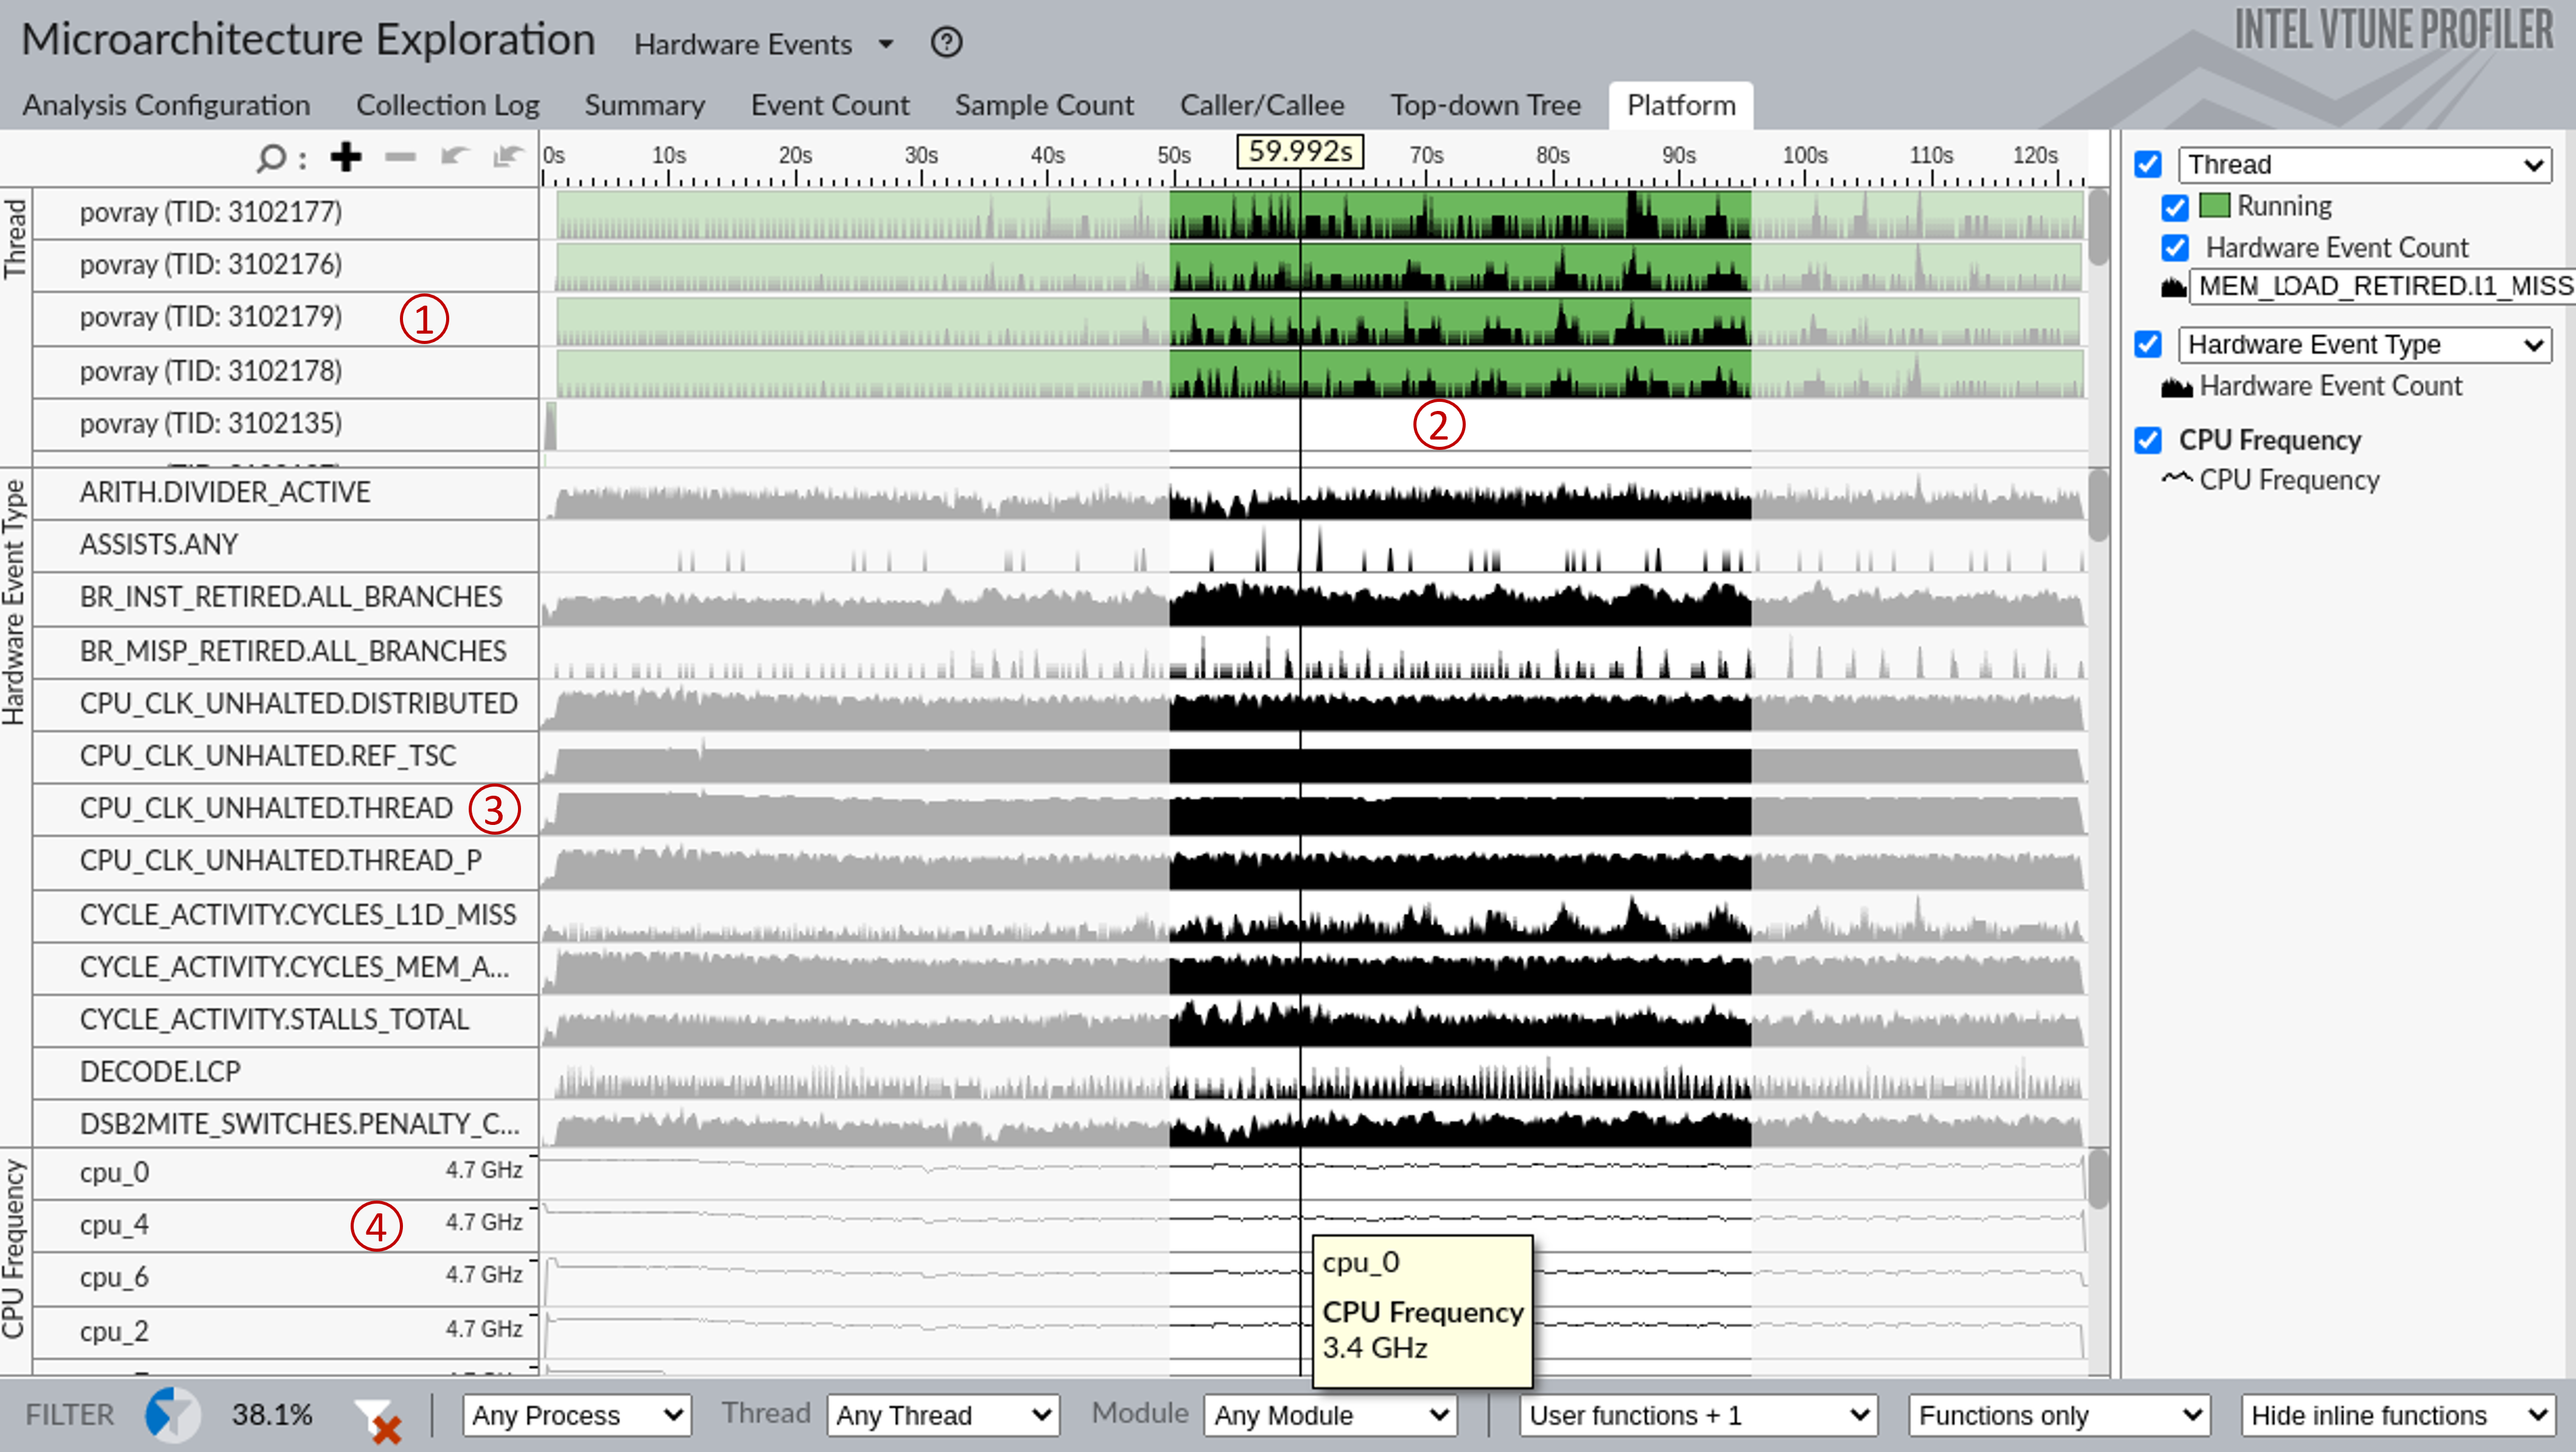 Microarchitecture Exploration Hardware Events ?
INTEL VTUNE PROFILER
Analysis Configuration Collection Log Summary Event Count Sample Count Caller/Callee Top-down Tree Platform
0s 10s 20s 30s 40s 50s 59.992s 70s 80s 90s 100s 110s 120s
Thread
povray (TID: 3102177)
povray (TID: 3102176)
povray (TID: 3102179) ①
povray (TID: 3102178)
povray (TID: 3102135) ②
Hardware Event Type
ARITH.DIVIDER_ACTIVE
ASSISTS.ANY
BR_INST_RETIRED.ALL_BRANCHES
BR_MISP_RETIRED.ALL_BRANCHES
CPU_CLK_UNHALTED.DISTRIBUTED
CPU_CLK_UNHALTED.REF_TSC
CPU_CLK_UNHALTED.THREAD ③
CPU_CLK_UNHALTED.THREAD_P
CYCLE_ACTIVITY.CYCLES_L1D_MISS
CYCLE_ACTIVITY.CYCLES_MEM_A...
CYCLE_ACTIVITY.STALLS_TOTAL
DECODE.LCP
DSB2MITE_SWITCHES.PENALTY_C...
CPU Frequency
cpu_0 4.7 GHz
cpu_4 ④ 4.7 GHz
cpu_6 4.7 GHz
cpu_2 4.7 GHz
cpu_0
CPU Frequency
3.4 GHz
Thread
Running
Hardware Event Count
MEM_LOAD_RETIRED.L1_MISS
Hardware Event Type
Hardware Event Count
CPU Frequency
CPU Frequency
FILTER 38.1% Any Process Thread Any Thread Module Any Module User functions + 1 Functions only Hide inline functions